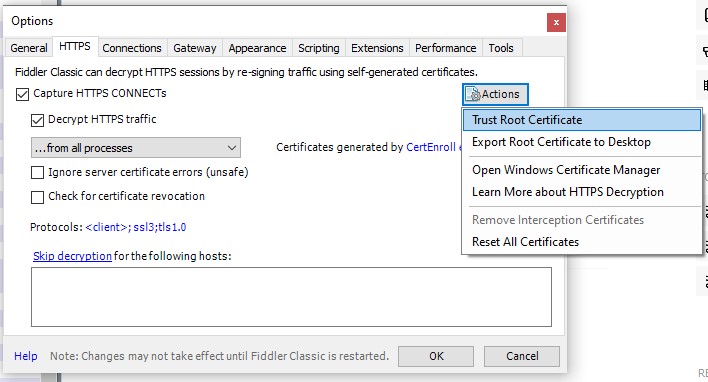 Options
General HTTPS Connections Gateway Appearance Scripting Extensions Performance Tools
Fiddler Classic can decrypt HTTPS sessions by re-signing traffic using self-generated certificates.
Capture HTTPS CONNECTs
Actions
Decrypt HTTPS traffic
Trust Root Certificate
...from all processes
Certificates generated by CertEnroll
Export Root Certificate to Desktop
Ignore server certificate errors (unsafe)
Open Windows Certificate Manager
Check for certificate revocation
Learn More about HTTPS Decryption
Protocols: <client>;ssl3;tls1.0
Remove Interception Certificates
Reset All Certificates
Skip decryption for the following hosts:
Help Note: Changes may not take effect until Fiddler Classic is restarted. OK Cancel
RE